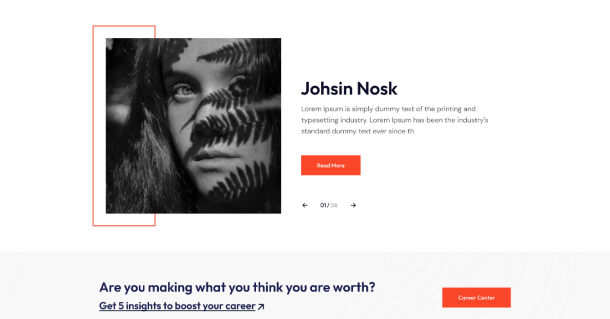 Johsin Nosk
Lorem Ipsum is simply dummy text of the printing and
typesetting industry. Lorem Ipsum has been the industry's
standard dummy text ever since th
Read More
← 01 / 06 →
Are you making what you think you are worth?
Get 5 insights to boost your career ↗
Career Center